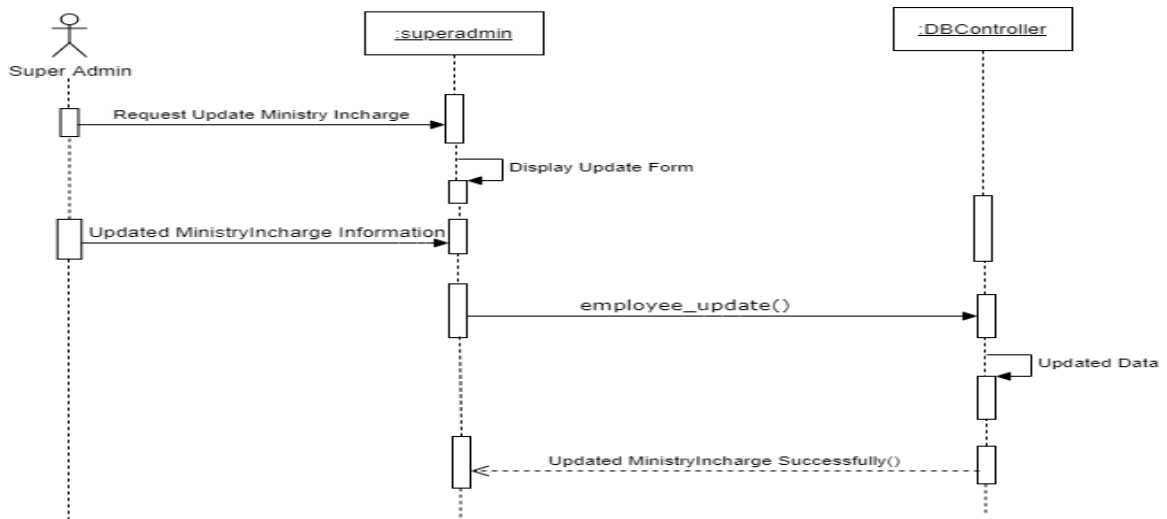 :superadmin
:DBController
Super Admin
Request Update Ministry Incharge
Display Update Form
Updated MinistryIncharge Information
employee_update()
Updated Data
Updated MinistryIncharge Successfully()